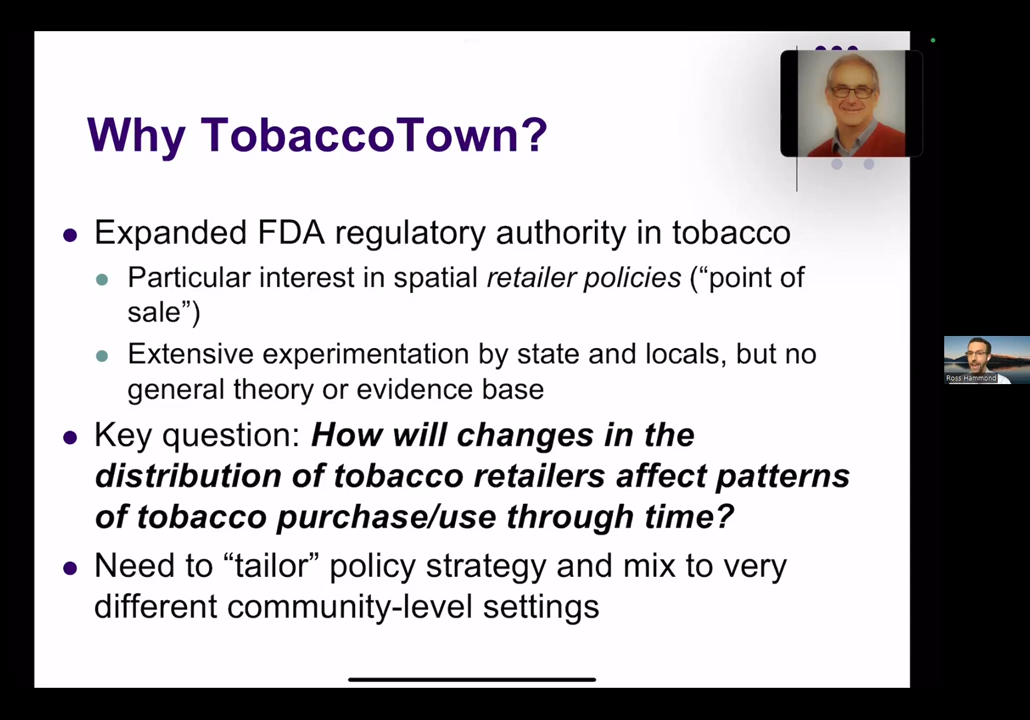 Why TobaccoTown?
Expanded FDA regulatory authority in tobacco
Particular interest in spatial retailer policies (“point of
sale”)
Extensive experimentation by state and locals, but no
general theory or evidence base
Key question: How will changes in the
distribution of tobacco retailers affect patterns
of tobacco purchase/use through time?
Need to “tailor” policy strategy and mix to very
different community-level settings
Ross Hammond